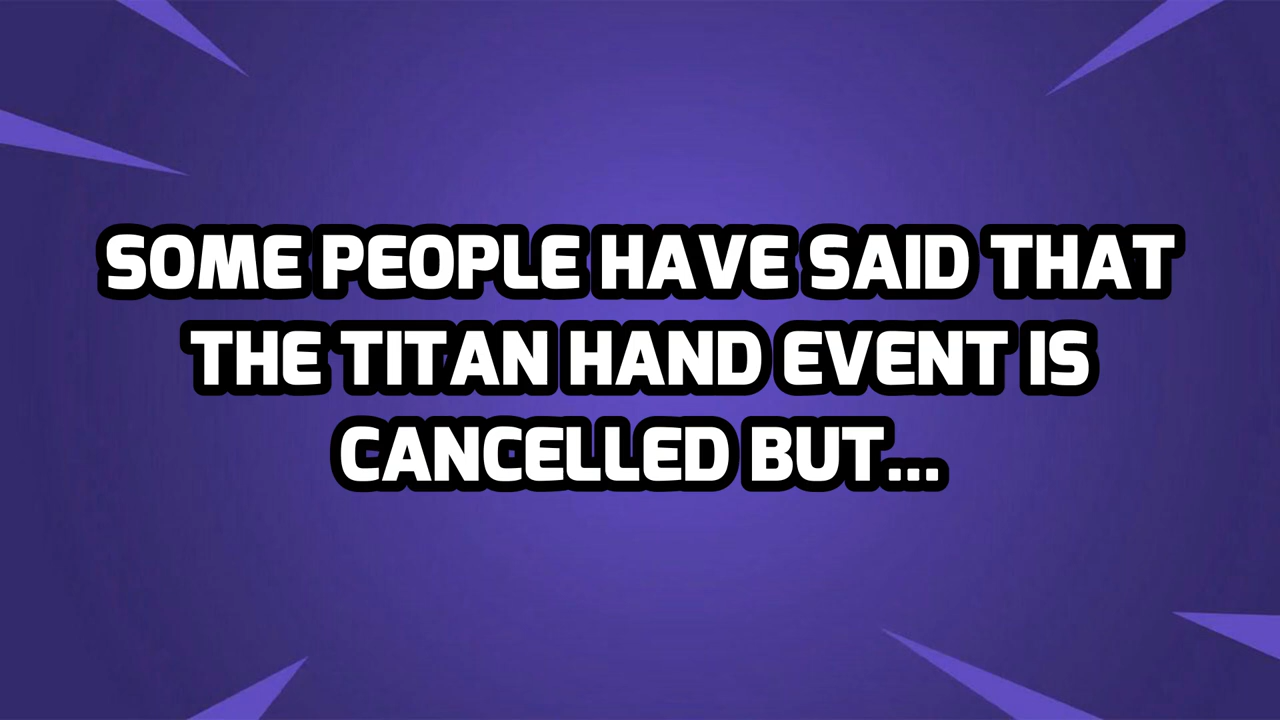 SOME PEOPLE HAVE SAID THAT
THE TITAN HAND EVENT IS
CANCELLED BUT...